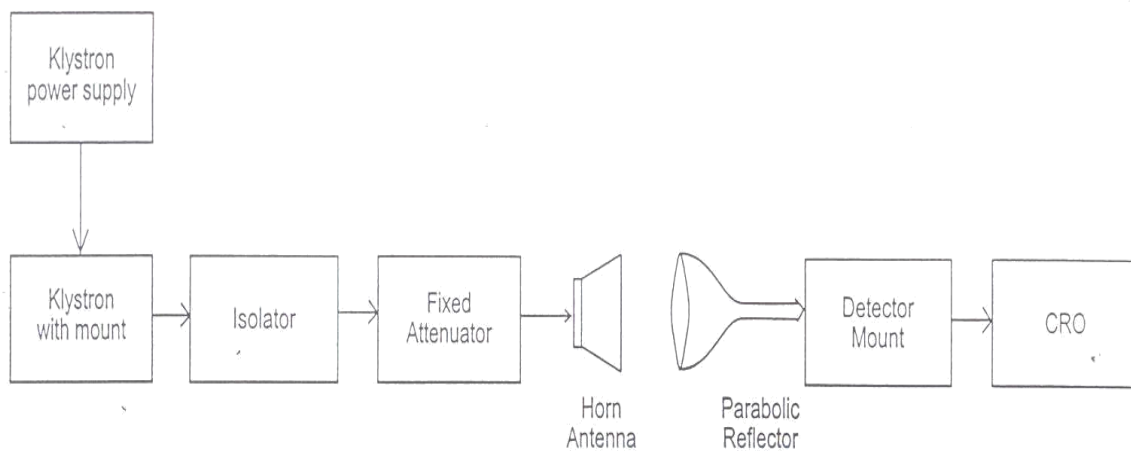 Klystron
power supply
Klystron
with mount
Isolator
Fixed
Attenuator
Horn
Antenna
Parabolic
Reflector
Detector
Mount
CRO